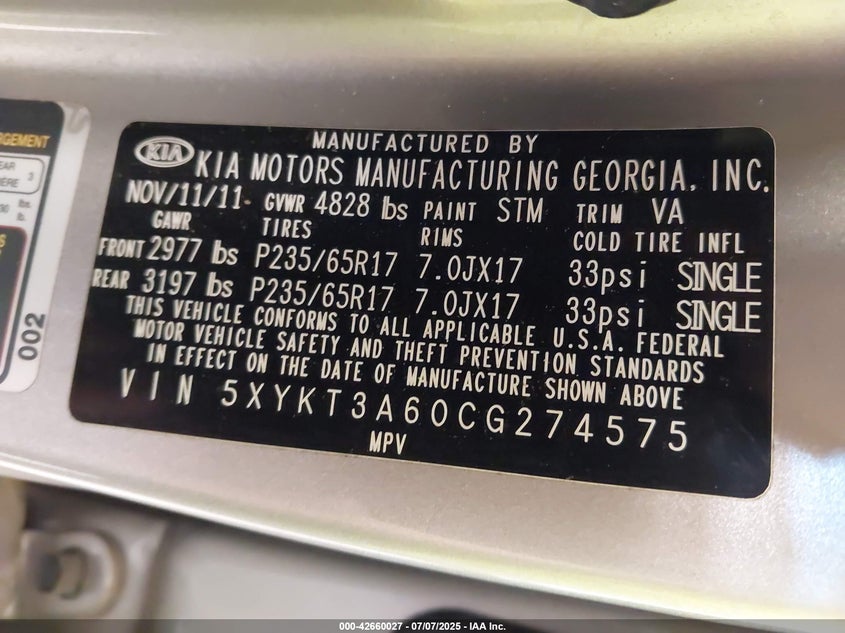 MANUFACTURED BY
KIA KIA MOTORS MANUFACTURING GEORGIA, INC.
NOV/11/11 GVWR 4828 lbs PAINT STM TRIM VA
GAWR TIRES RIMS COLD TIRE INFL
FRONT 2977 lbs P235/65R17 7.0JX17 33psi SINGLE
REAR 3197 lbs P235/65R17 7.0JX17 33psi SINGLE
THIS VEHICLE CONFORMS TO ALL APPLICABLE U.S.A. FEDERAL
MOTOR VEHICLE SAFETY AND THEFT PREVENTION STANDARDS
IN EFFECT ON THE DATE OF MANUFACTURE SHOWN ABOVE
VIN 5XYKT3A60CG274575
MPV
002
000-42660027 - 07/07/2025 - IAA Inc.